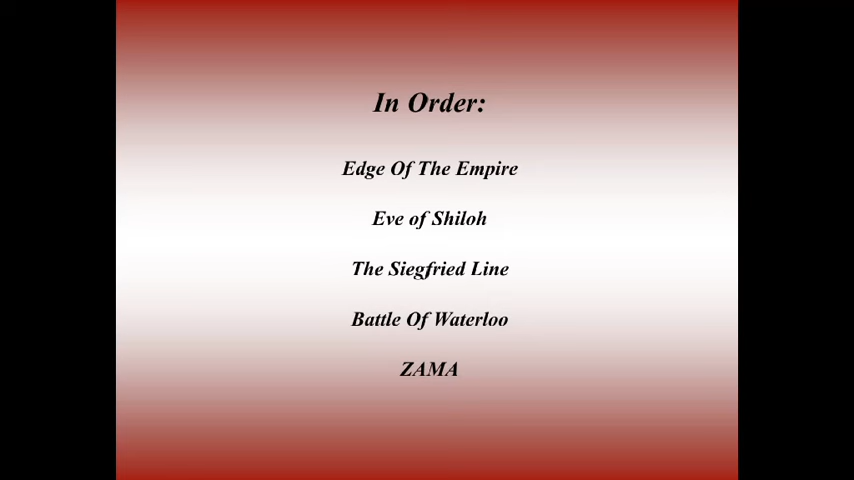 In Order:
Edge Of The Empire
Eve of Shiloh
The Siegfried Line
Battle Of Waterloo
ZAMA